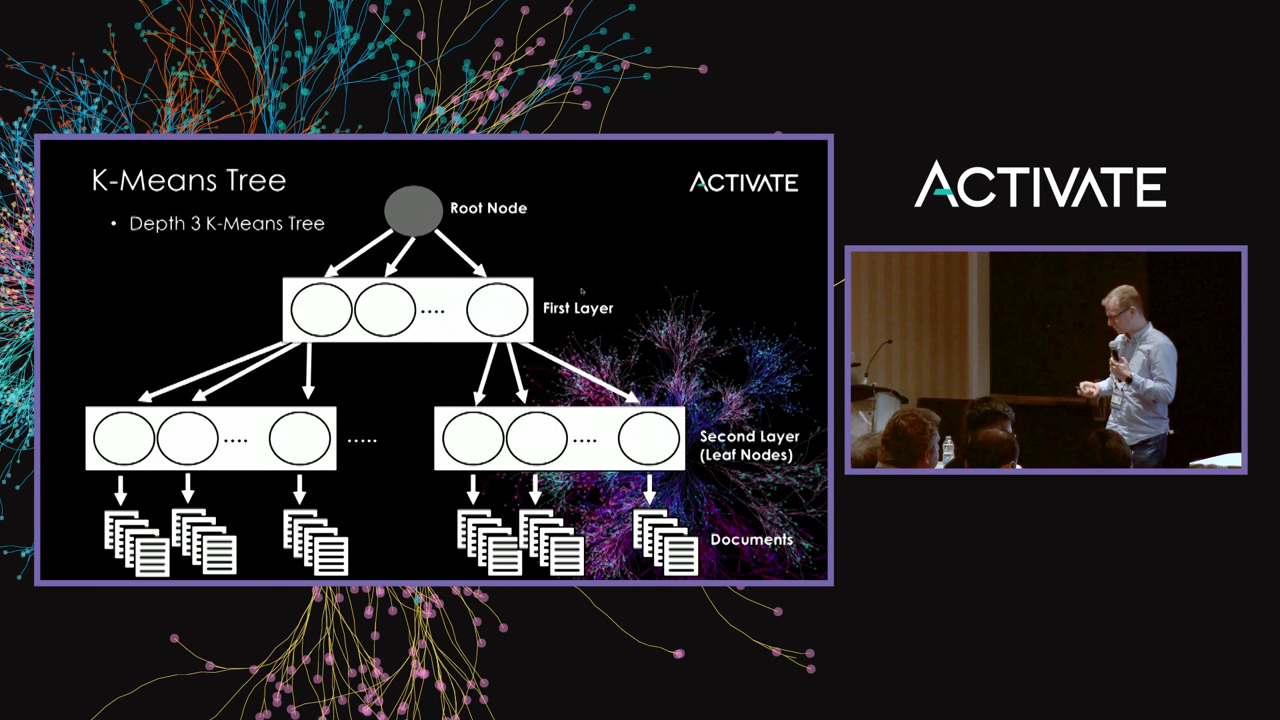 K-Means Tree
ACTIVATE
• Depth 3 K-Means Tree
Root Node
....
First Layer
....
.....
....
Second Layer
(Leaf Nodes)
Documents
ACTIVATE